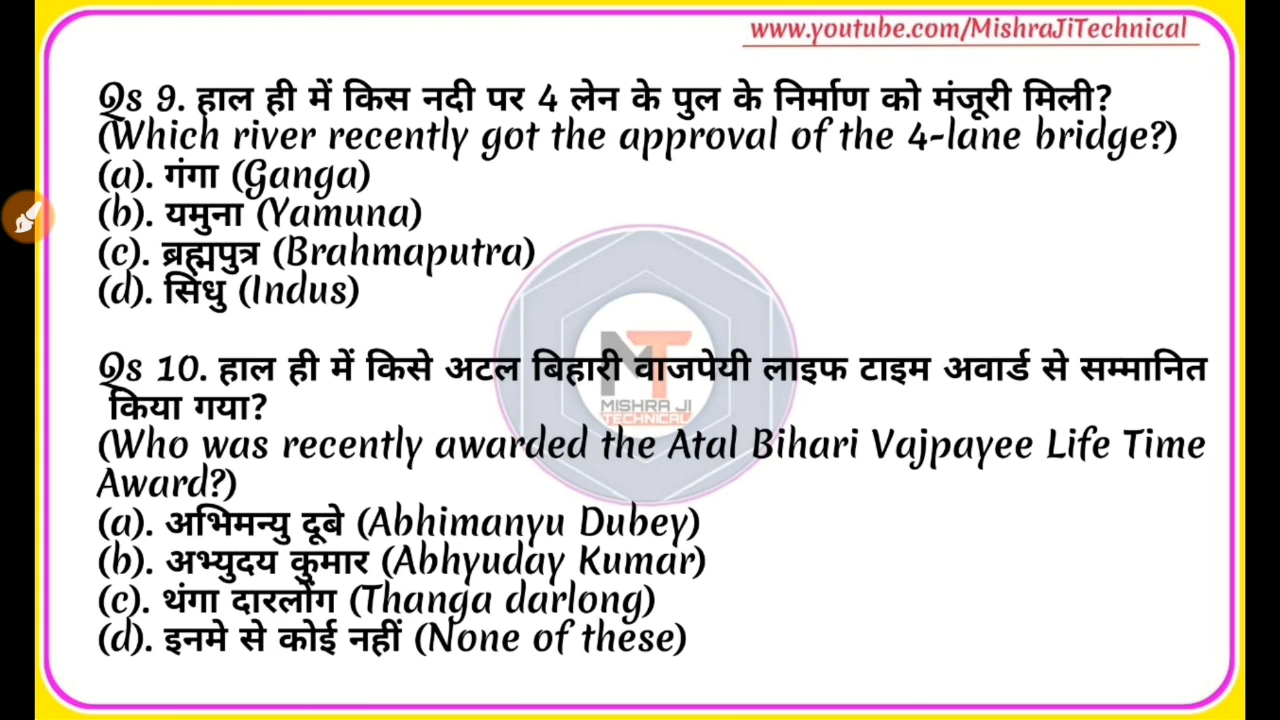 www.youtube.com/MishraJiTechnical
Qs 9. हाल ही में किस नदी पर 4 लेन के पुल के निर्माण को मंजूरी मिली?
(Which river recently got the approval of the 4-lane bridge?)
(a). गंगा (Ganga)
(b). यमुना (Yamuna)
(c). ब्रह्मपुत्र (Brahmaputra)
(d). सिंधु (Indus)
Qs 10. हाल ही में किसे अटल बिहारी वाजपेयी लाइफ टाइम अवार्ड से सम्मानित
किया गया?
MISHRA JI
TECHNICAL
(Who was recently awarded the Atal Bihari Vajpayee Life Time
Award?)
(a). अभिमन्यु दूबे (Abhimanyu Dubey)
(b). अभ्युदय कुमार (Abhyuday Kumar)
(c). थंगा दारलोंग (Thanga darlong)
(d). इनमे से कोई नहीं (None of these)